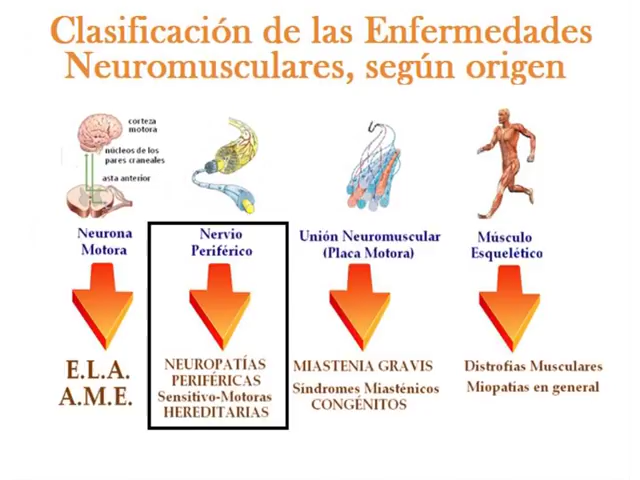 Clasificación de las Enfermedades
Neuromusculares, según origen
corteza
motora
núcleos de los
pares craneales
asta anterior
Neurona
Motora
Nervio
Periférico
Unión Neuromuscular
(Placa Motora)
Músculo
Esquelético
E.L.A.
A.M.E.
NEUROPATÍAS
PERIFÉRICAS
Sensitivo-Motoras
HEREDITARIAS
MIASTENIA GRAVIS
Síndromes Miasténicos
CONGÉNITOS
Distrofias Musculares
Miopatías en general